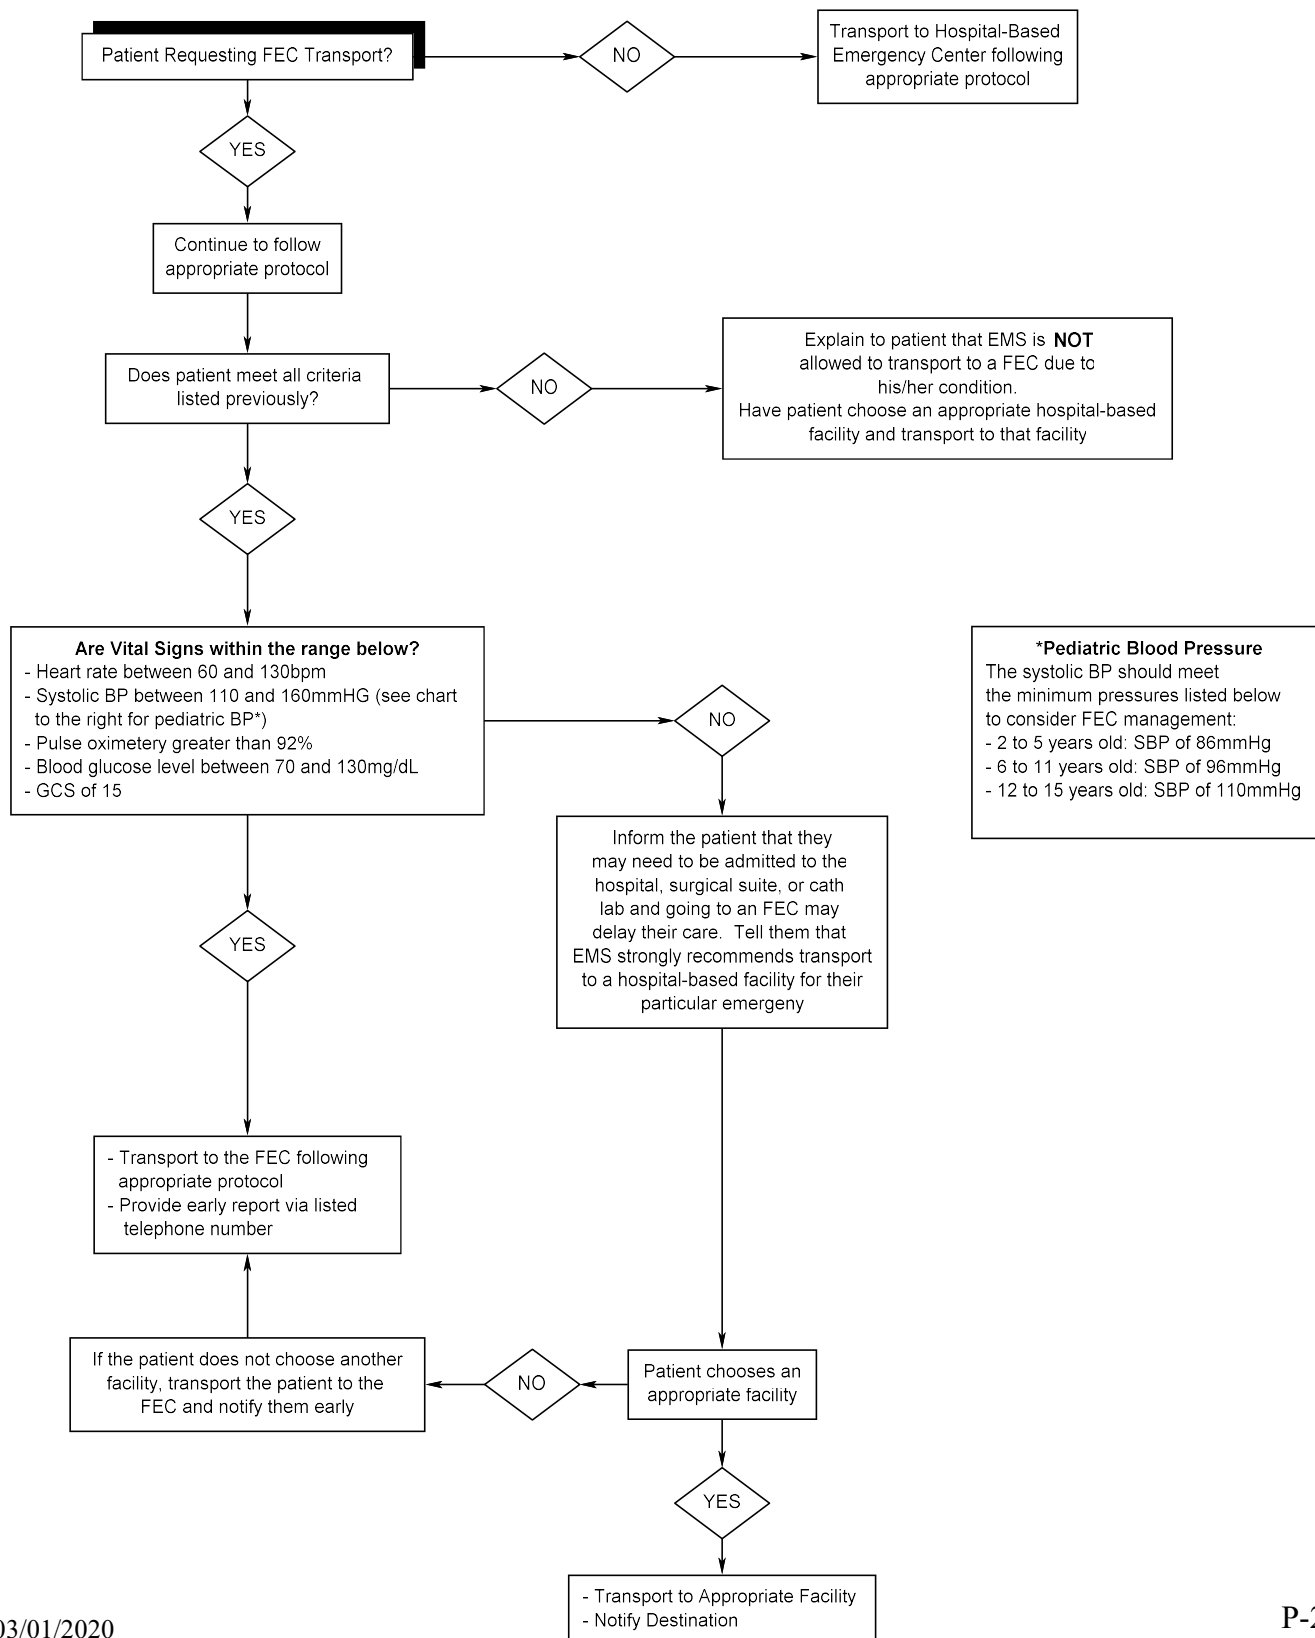 Patient Requesting FEC Transport?
NO
Transport to Hospital-Based
Emergency Center following
appropriate protocol
YES
Continue to follow
appropriate protocol
Does patient meet all criteria
listed previously?
NO
Explain to patient that EMS is NOT
allowed to transport to a FEC due to
his/her condition.
Have patient choose an appropriate hospital-based
facility and transport to that facility
YES
Are Vital Signs within the range below?
- Heart rate between 60 and 130bpm
- Systolic BP between 110 and 160mmHG (see chart
to the right for pediatric BP*)
- Pulse oximetery greater than 92%
- Blood glucose level between 70 and 130mg/dL
- GCS of 15
NO
*Pediatric Blood Pressure
The systolic BP should meet
the minimum pressures listed below
to consider FEC management:
- 2 to 5 years old: SBP of 86mmHg
- 6 to 11 years old: SBP of 96mmHg
- 12 to 15 years old: SBP of 110mmHg
Inform the patient that they
may need to be admitted to the
hospital, surgical suite, or cath
lab and going to an FEC may
delay their care. Tell them that
EMS strongly recommends transport
to a hospital-based facility for their
particular emergeny
YES
- Transport to the FEC following
appropriate protocol
- Provide early report via listed
telephone number
If the patient does not choose another
facility, transport the patient to the
FEC and notify them early
NO
Patient chooses an
appropriate facility
YES
- Transport to Appropriate Facility
- Notify Destination
03/01/2020
P-2